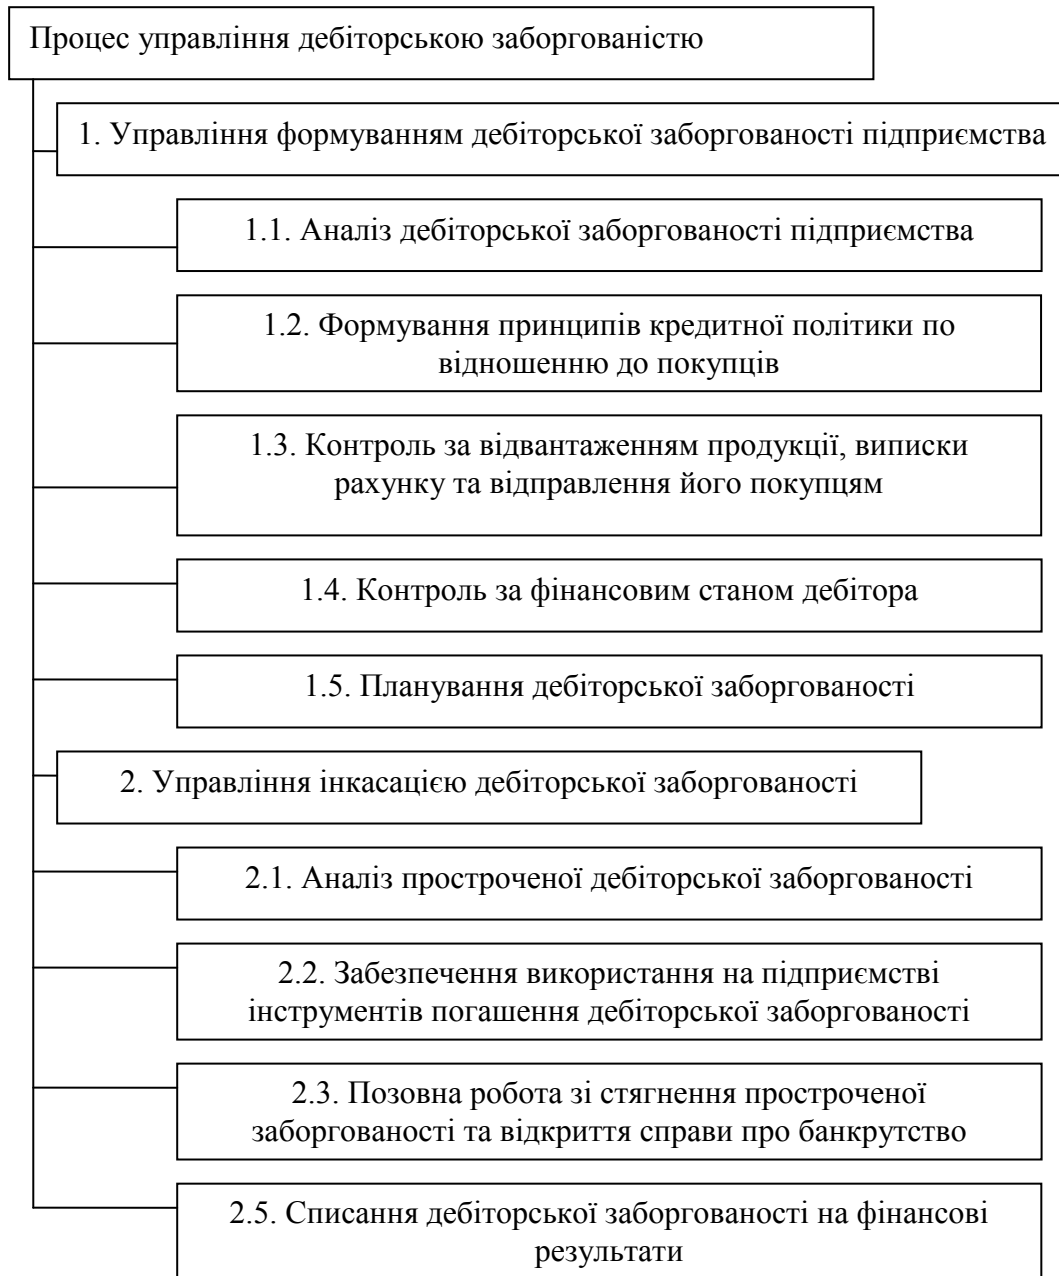 Процес управління дебіторською заборгованістю
1. Управління формуванням дебіторської заборгованості підприємства
1.1. Аналіз дебіторської заборгованості підприємства
1.2. Формування принципів кредитної політики по
відношенню до покупців
1.3. Контроль за відвантаженням продукції, виписки
рахунку та відправлення його покупцям
1.4. Контроль за фінансовим станом дебітора
1.5. Планування дебіторської заборгованості
2. Управління інкасацією дебіторської заборгованості
2.1. Аналіз простроченої дебіторської заборгованості
2.2. Забезпечення використання на підприємстві
інструментів погашення дебіторської заборгованості
2.3. Позовна робота зі стягнення простроченої
заборгованості та відкриття справи про банкрутство
2.5. Списання дебіторської заборгованості на фінансові
результати